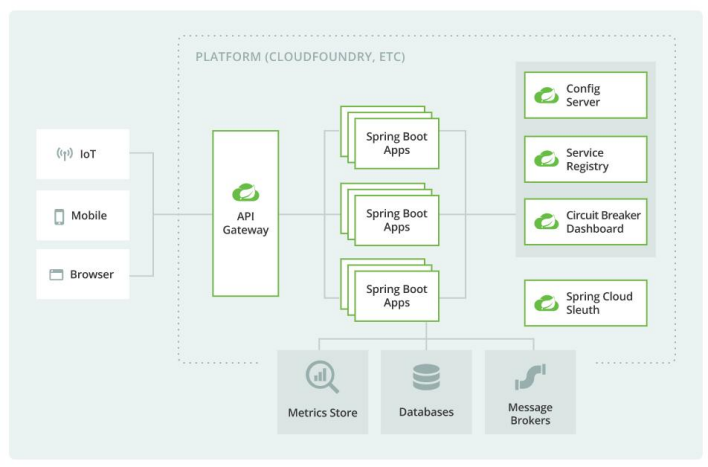 PLATFORM (CLOUDFOUNDRY, ETC)
IoT
Mobile
Browser
API
Gateway
Spring Boot
Apps
Spring Boot
Apps
Spring Boot
Apps
Config
Server
Service
Registry
Circuit Breaker
Dashboard
Spring Cloud
Sleuth
Metrics Store
Databases
Message
Brokers